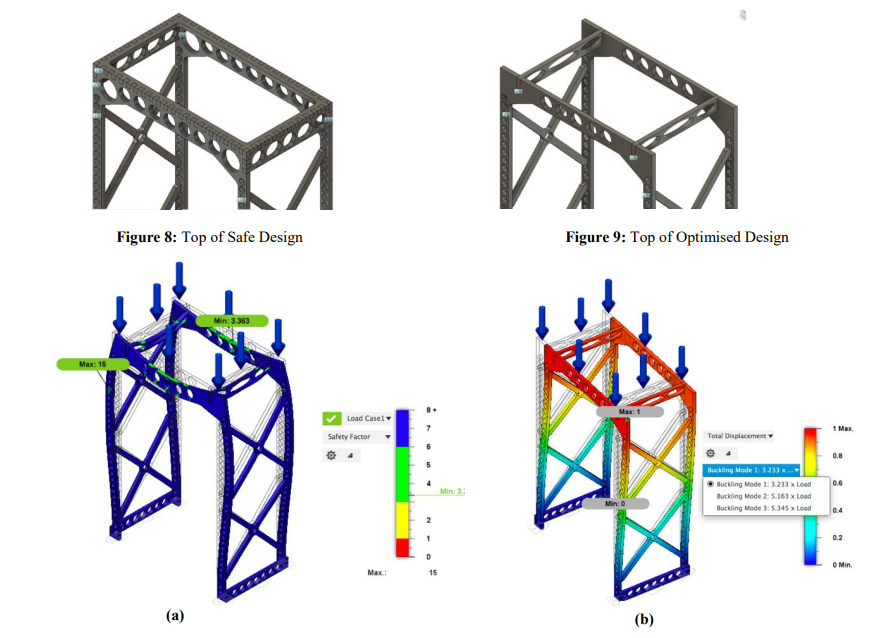 Figure 8: Top of Safe Design
Figure 9: Top of Optimised Design
Min: 3.363
Max: 15
Load Case1
Safety Factor
8 +
7
6
5
4
Min: 3.
2
1
0
Max.:
15
(a)
Max: 1
Min: 0
Total Displacement
Buckling Mode 1: 3.233 x ...
Buckling Mode 1: 3.233 x Load
Buckling Mode 2: 5.163 x Load
Buckling Mode 3: 5.345 x Load
1 Max.
0.8
0.6
0.4
0.2
0 Min.
(b)